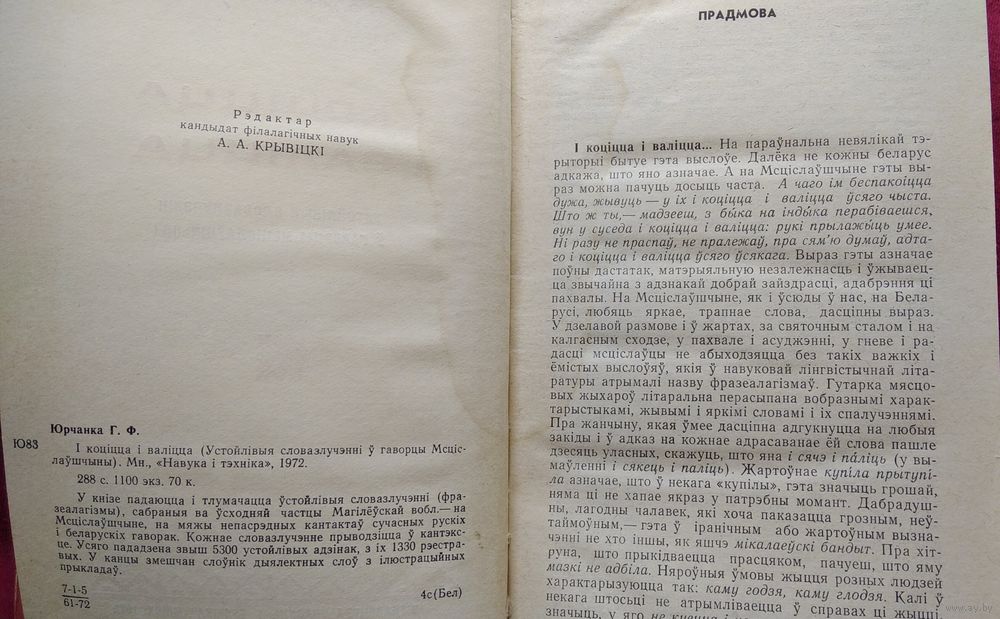 Рэдактар
кандыдат філалагічных навук
А. А. КРЫВІЦКІ
Юрчанка Г. Ф.
Ю83
І коціцца і валіцца (Устойлівыя словазлучэнні ў гаворцы Мсціс-
лаўшчыны). Мн., «Навука і тэхніка», 1972.
288 с. 1100 экз. 70 к.
У кнізе падаюцца і тлумачацца ўстойлівыя словазлучэнні (фра-
зеалагізмы), сабраныя ва ўсходняй частцы Магілёўскай вобл.— на
Мсціслаўшчыне, на мяжы непасрэдных кантактаў сучасных рускіх
і беларускіх гаворак. Кожнае словазлучэнне прыводзіцца ў кантэкс-
це. Усяго пададзена звыш 5300 устойлівых адзінак, з іх 1330 рэестра-
вых. У канцы змешчан слоўнік дыялектных слоў з ілюстрацыйных
прыкладаў.
7-1-5
61-72
4с(Бел)
ПРАДМОВА
І коціцца і валіцца... На параўнальна невялікай тэ-
рыторыі бытуе гэта выслоўе. Далёка не кожны беларус
адкажа, што яно азначае. А на Мсціслаўшчыне гэты вы-
раз можна пачуць досыць часта. А чаго ім беспакоіцца
дужа, жывуць — у іх і коціцца і валіцца ўсяго чыста.
Што ж ты,— мадзееш, з быка на індыка перабіваешся,
вун у суседа і коціцца і валіцца: рукі прылажыць умее.
Ні разу не праспаў, не пралежаў, пра сям'ю думаў, адта-
го і коціцца і валіцца ўсяго ўсякага. Выраз гэты азначае
поўны дастатак, матэрыяльную незалежнасць і ўжываец-
ца звычайна з адзнакай добрай зайздрасці, адабрэння ці
пахвалы. На Мсціслаўшчыне, як і ўсюды ў нас, на Бела-
русі, любяць яркае, трапнае слова, дасціпны выраз.
У дзелавой размове і ў жартах, за святочным сталом і на
калгасным сходзе, у пахвале і асуджэнні, у гневе і ра-
дасці мсціслаўцы не абыходзяцца без такіх важкіх і
ёмістых выслоўяў, якія ў навуковай лінгвістычнай літа-
ратуры атрымалі назву фразеалагізмаў. Гутарка мясцо-
вых жыхароў літаральна перасыпана вобразнымі харак-
тарыстыкамі, жывымі і яркімі словамі і іх спалучэннямі.
Пра жанчыну, якая ўмее дасціпна адгукнуцца на любыя
закіды і ў адказ на кожнае адрасаванае ёй слова пашле
дзесяць уласных, скажуць, што яна і сячэ і паліць (у вы-
маўленні і сякець і паліць). Жартоўнае купіла прытупі-
ла азначае, што ў некага «купілы», гэта значыць грошай,
няма ці не хапае якраз у патрэбны момант. Дабрадуш-
ны, лагодны чалавек, які хоча паказацца грозным, неў-
таймоўным,— гэта ў іранічным або жартоўным вызна-
чэнні не хто іншы, як яшчэ мікалаеўскі бандыт. Пра хіт-
руна, што прыкідваецца прасцяком, пачуеш, што яму
мазкі не адбіла. Няроўныя ўмовы жыцця розных людзей
характарызуюцца так: каму годзя, каму глодзя. Калі ў
некага штосьці не атрымліваецца ў справах ці жыцці,
значыць, у яго не
www.ay.by